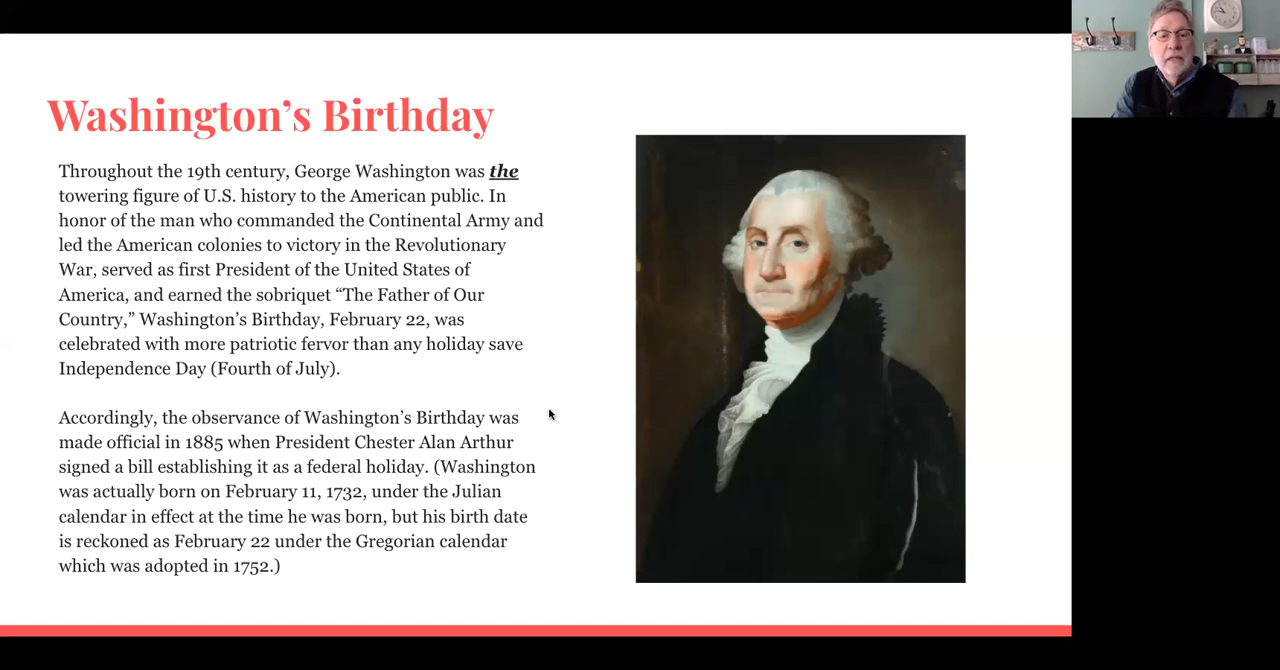 Washington’s Birthday
Throughout the 19th century, George Washington was the
towering figure of U.S. history to the American public. In
honor of the man who commanded the Continental Army and
led the American colonies to victory in the Revolutionary
War, served as first President of the United States of
America, and earned the sobriquet “The Father of Our
Country,” Washington’s Birthday, February 22, was
celebrated with more patriotic fervor than any holiday save
Independence Day (Fourth of July).
Accordingly, the observance of Washington’s Birthday was
made official in 1885 when President Chester Alan Arthur
signed a bill establishing it as a federal holiday. (Washington
was actually born on February 11, 1732, under the Julian
calendar in effect at the time he was born, but his birth date
is reckoned as February 22 under the Gregorian calendar
which was adopted in 1752.)